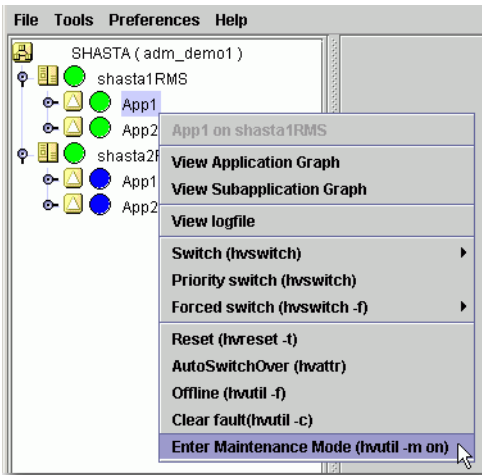 File Tools Preferences Help
SHASTA ( adm_demo1 )
shasta1RMS
App1
App2
App1 on shasta1RMS
View Application Graph
shasta2
View Subapplication Graph
App1
App2
View logfile
Switch (hvswitch)
Priority switch (hvswitch)
Forced switch (hvswitch -f)
Reset (hvreset -t)
AutoSwitchOver (hvattr)
Offline (hvutil -f)
Clear fault(hvutil -c)
Enter Maintenance Mode (hvutil -m on)